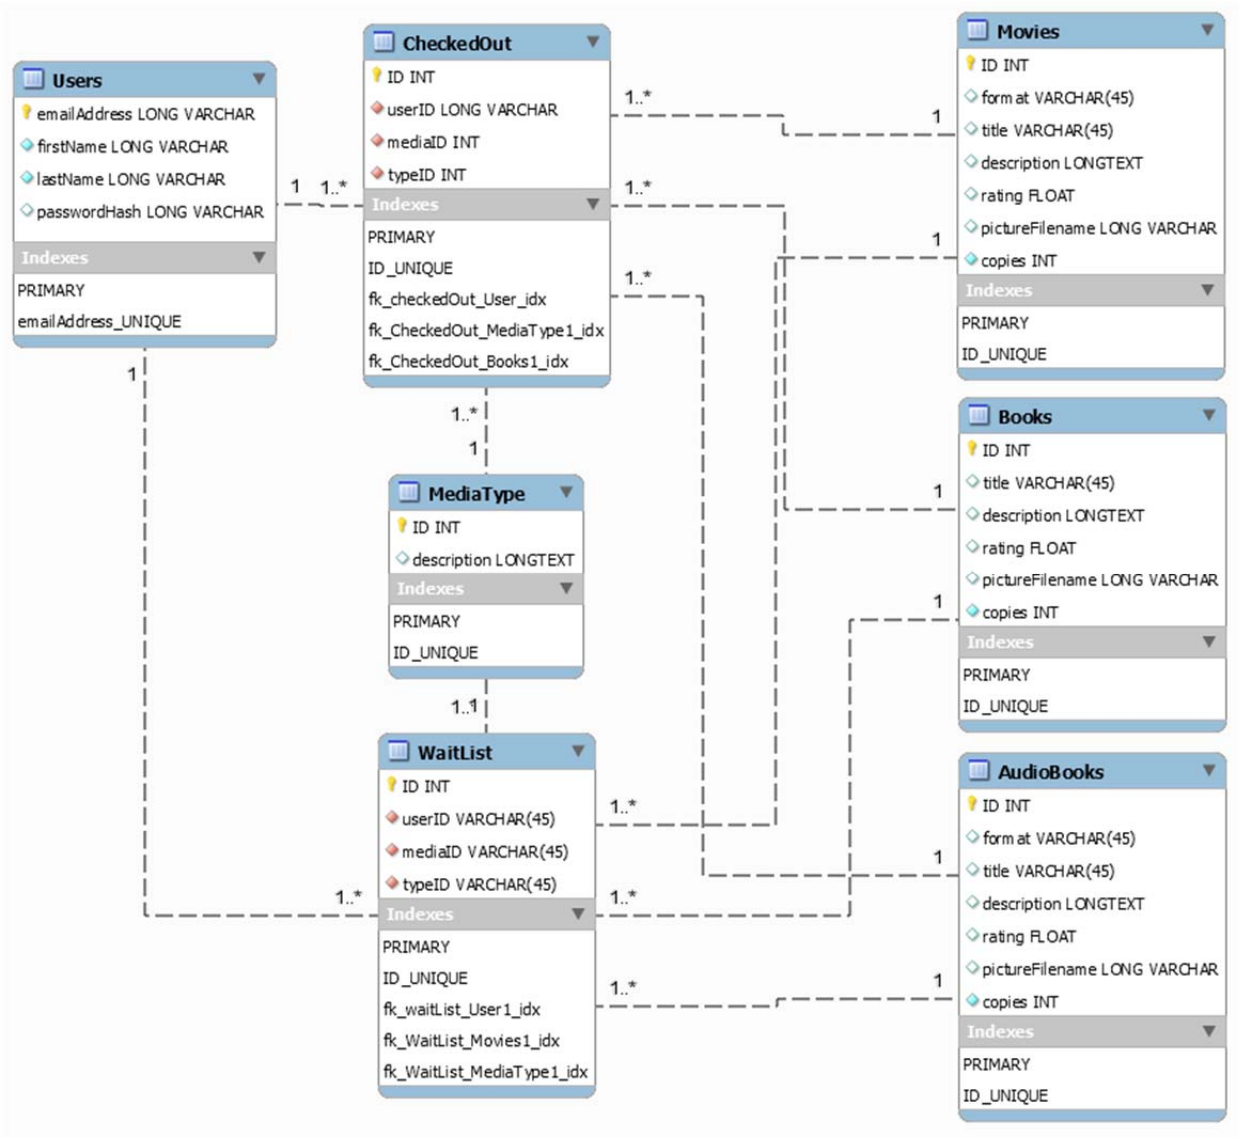 Users
emailAddress LONG VARCHAR
firstName LONG VARCHAR
lastName LONG VARCHAR
passwordHash LONG VARCHAR
Indexes
PRIMARY
emailAddress_UNIQUE
1
1..*
1
1..*
CheckedOut
ID INT
userID LONG VARCHAR
mediaID INT
typeID INT
Indexes
PRIMARY
ID_UNIQUE
fk_checkedOut_User_idx
fk_CheckedOut_MediaType1_idx
fk_CheckedOut_Books1_idx
1..*
1..*
1..*
1..*
1
MediaType
ID INT
description LONGTEXT
Indexes
PRIMARY
ID_UNIQUE
WaitList
ID INT
userID VARCHAR(45)
mediaID VARCHAR(45)
typeID VARCHAR(45)
Indexes
PRIMARY
ID_UNIQUE
fk_waitList_User1_idx
fk_WaitList_Movies1_idx
fk_WaitList_MediaType1_idx
1..*
1..*
1..*
1
1
Movies
ID INT
format VARCHAR(45)
title VARCHAR(45)
description LONGTEXT
rating FLOAT
pictureFilename LONG VARCHAR
copies INT
Indexes
PRIMARY
ID_UNIQUE
1
1
Books
ID INT
title VARCHAR(45)
description LONGTEXT
rating FLOAT
pictureFilename LONG VARCHAR
copies INT
Indexes
PRIMARY
ID_UNIQUE
1
1
AudioBooks
ID INT
format VARCHAR(45)
title VARCHAR(45)
description LONGTEXT
rating FLOAT
pictureFilename LONG VARCHAR
copies INT
Indexes
PRIMARY
ID_UNIQUE